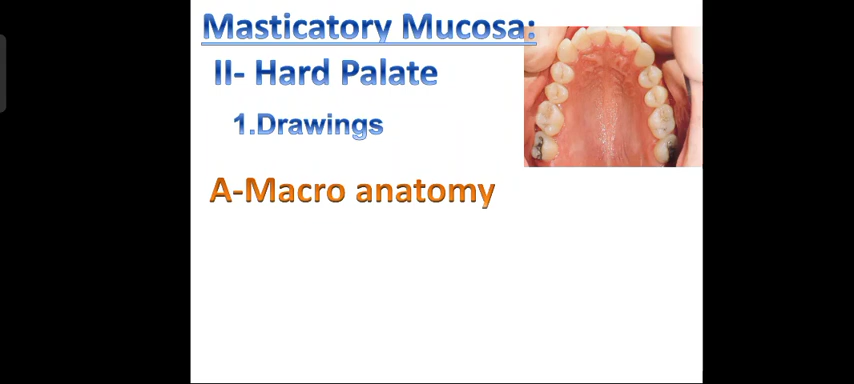 Masticatory Mucosa:
II- Hard Palate
1.Drawings
A-Macro anatomy